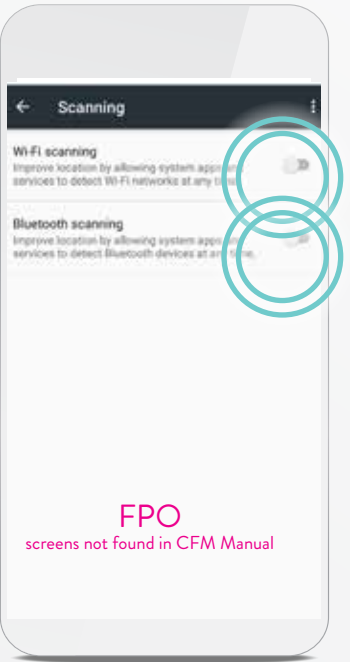 Scanning
Wi-Fi scanning
Improve location by allowing system apps and
services to detect Wi-Fi networks at any time.
Bluetooth scanning
Improve location by allowing system apps and
services to detect Bluetooth devices at any time.
FPO
screens not found in CFM Manual